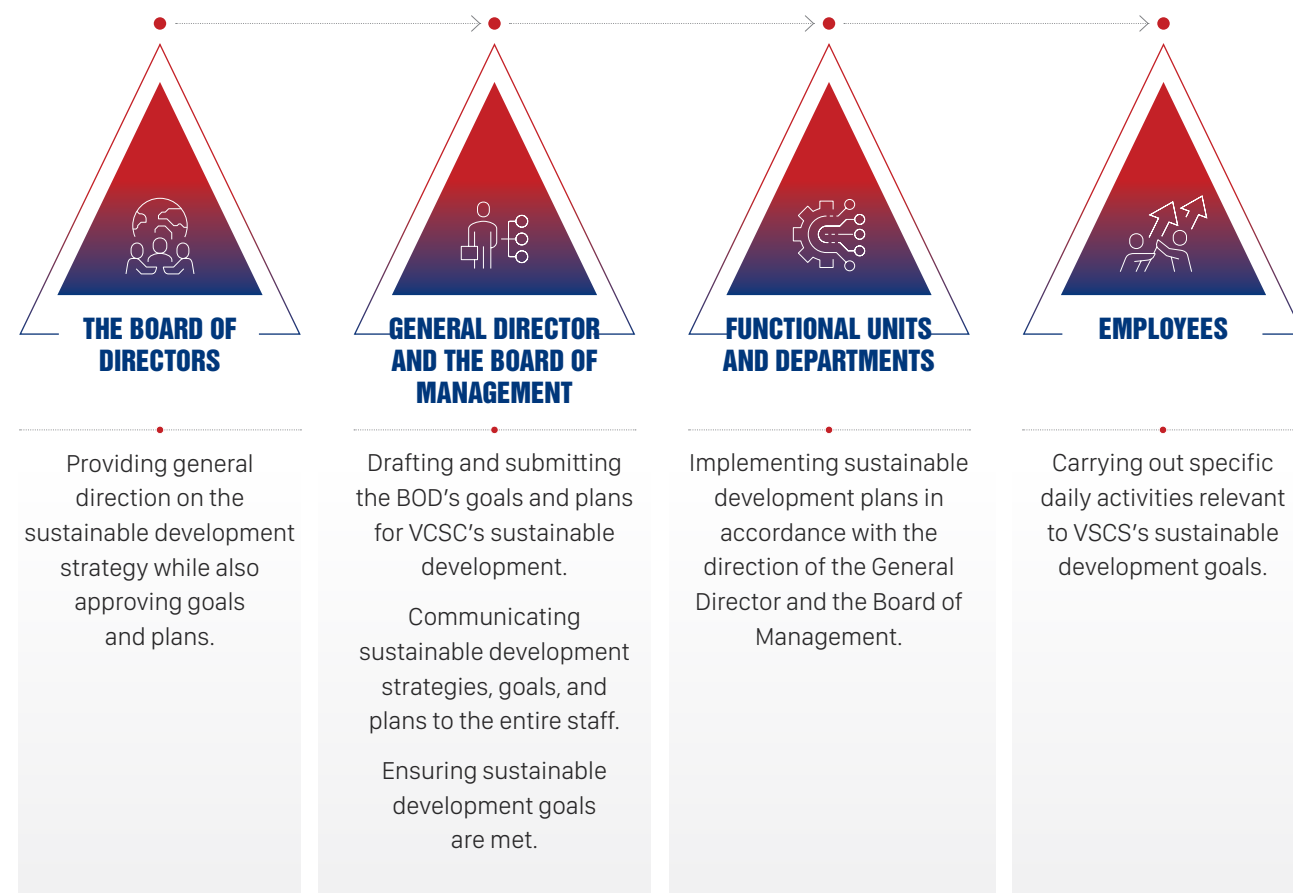 THE BOARD OF
DIRECTORS
Providing general
direction on the
sustainable development
strategy while also
approving goals
and plans.
GENERAL DIRECTOR
AND THE BOARD OF
MANAGEMENT
Drafting and submitting
the BOD’s goals and plans
for VCSC’s sustainable
development.
Communicating
sustainable development
strategies, goals, and
plans to the entire staff.
Ensuring sustainable
development goals
are met.
FUNCTIONAL UNITS
AND DEPARTMENTS
Implementing sustainable
development plans in
accordance with the
direction of the General
Director and the Board of
Management.
EMPLOYEES
Carrying out specific
daily activities relevant
to VSCS’s sustainable
development goals.